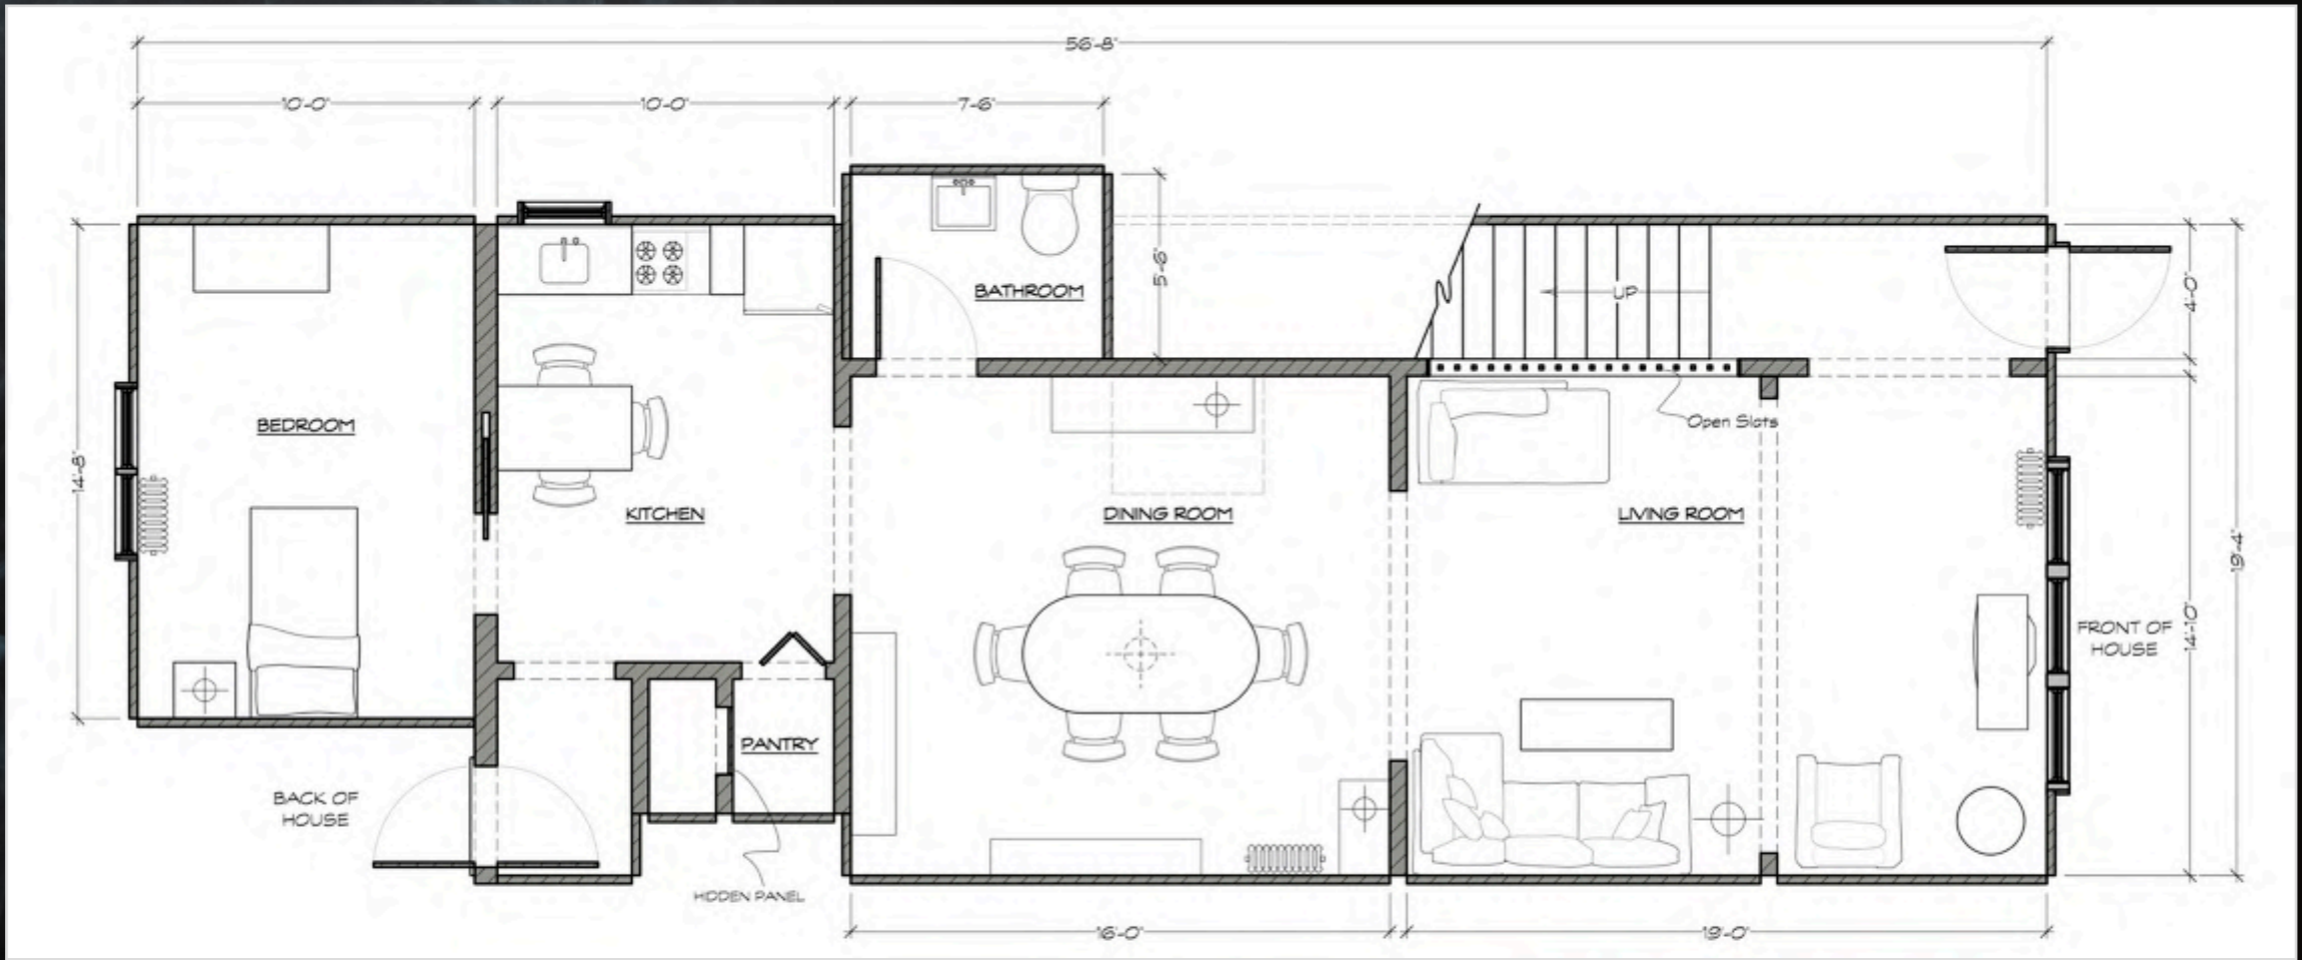 56'-8"
10'-0"
10'-0"
7'-6"
5'-6"
BATHROOM
UP
4'-0"
14'-8"
BEDROOM
Open Slats
KITCHEN
DINING ROOM
LIVING ROOM
19'-4"
14'-10"
FRONT OF
HOUSE
PANTRY
BACK OF
HOUSE
HIDDEN PANEL
16'-0"
19'-0"